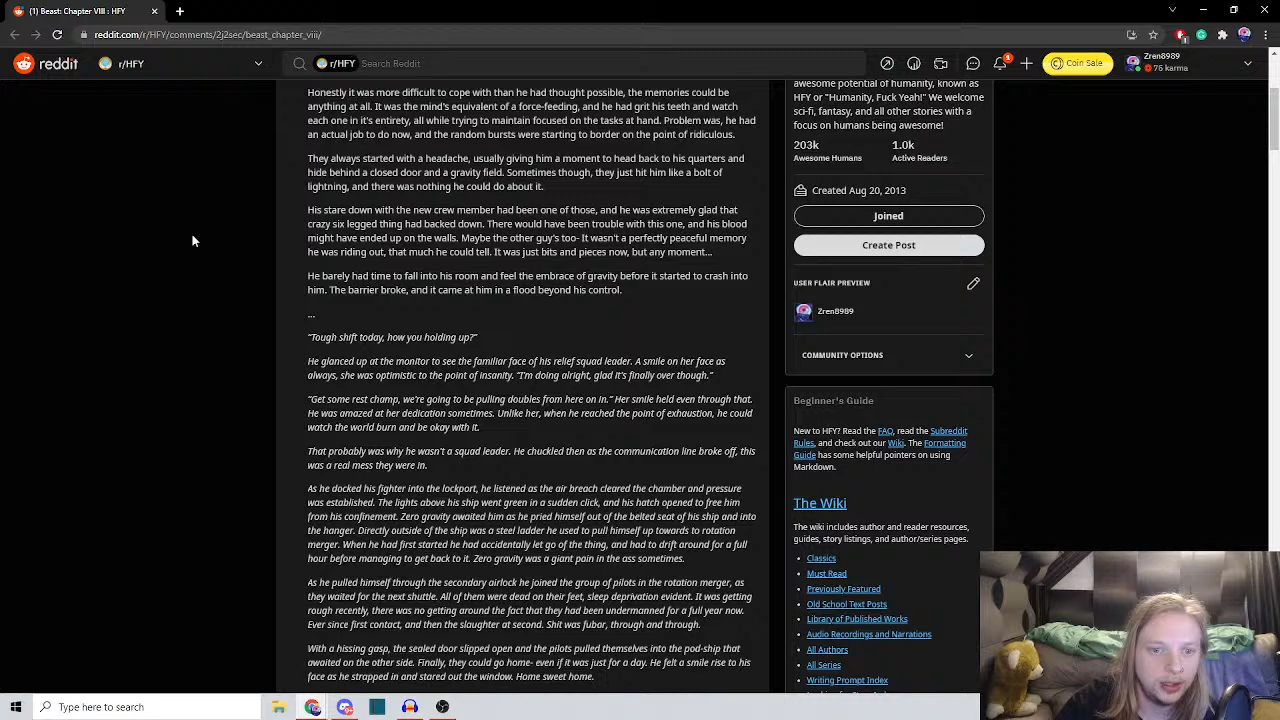 (1) Beast: Chapter VIII : HFY
reddit.com/r/HFY/comments/2j3sec/beast_chapter_viii/
reddit
r/HFY
r/HFY
Search Reddit
1
Coin Sale
Zren8989
76 karma
Honestly it was more difficult to cope with than he had thought possible, the memories could be
anything at all. It was the mind's equivalent of a force-feeding, and he had grit his teeth and watch
each one in it's entirety, all while trying to maintain focused on the tasks at hand. Problem was, he had
an actual job to do now, and the random bursts were starting to border on the point of ridiculous.
They always started with a headache, usually giving him a moment to head back to his quarters and
hide behind a closed door and a gravity field. Sometimes though, they just hit him like a bolt of
lightning, and there was nothing he could do about it.
His stare down with the new crew member had been one of those, and he was extremely glad that
crazy six legged thing had backed down. There would have been trouble with this one, and his blood
might have ended up on the walls. Maybe the other guy's too- It wasn't a perfectly peaceful memory
he was riding out, that much he could tell. It was just bits and pieces now, but any moment...
He barely had time to fall into his room and feel the embrace of gravity before it started to crash into
him. The barrier broke, and it came at him in a flood beyond his control.
...
"Tough shift today, how you holding up?"
He glanced up at the monitor to see the familiar face of his relief squad leader. A smile on her face as
always, she was optimistic to the point of insanity. "I'm doing alright, glad it's finally over though."
"Get some rest champ, we're going to be pulling doubles from here on in." Her smile held even through that.
He was amazed at her dedication sometimes. Unlike her, when he reached the point of exhaustion, he could
watch the world burn and be okay with it.
That probably was why he wasn't a squad leader. He chuckled then as the communication line broke off, this
was a real mess they were in.
As he docked his fighter into the lockport, he listened as the air breach cleared the chamber and pressure
was established. The lights above his ship went green in a sudden click, and his hatch opened to free him
from his confinement. Zero gravity awaited him as he pried himself out of the belted seat of his ship and into
the hanger. Directly outside of the ship was a steel ladder he used to pull himself up towards to rotation
merger. When he had first started he had accidentally let go of the thing, and had to drift around for a full
hour before managing to get back to it. Zero gravity was a giant pain in the ass sometimes.
As he pulled himself through the secondary airlock he joined the group of pilots in the rotation merger, as
they waited for the next shuttle. All of them were dead on their feet, sleep deprivation evident. It was getting
rough recently, there was no getting around the fact that they had been undermanned for a full year now.
Ever since first contact, and then the slaughter at second. Shit was fubar, through and through.
With a hissing gasp, the sealed door slipped open and the pilots pulled themselves into the pod-ship that
awaited on the other side. Finally, they could go home- even if it was just for a day. He felt a smile rise to his
face as he strapped in and stared out the window. Home sweet home.
awesome potential of humanity, known as
HFY or "Humanity, Fuck Yeah!" We welcome
sci-fi, fantasy, and all other stories with a
focus on humans being awesome!
203k
1.0k
Awesome Humans
Active Readers
Created Aug 20, 2013
Joined
Create Post
USER FLAIR PREVIEW
Zren8989
COMMUNITY OPTIONS
Beginner's Guide
New to HFY? Read the FAQ, read the Subreddit
Rules, and check out our Wiki. The Formatting
Guide has some helpful pointers on using
Markdown.
The Wiki
The wiki includes author and reader resources,
guides, story listings, and author/series pages.
Classics
Must Read
Previously Featured
Old School Text Posts
Library of Published Works
Audio Recordings and Narrations
All Authors
All Series
Writing Prompt Index
Type here to search